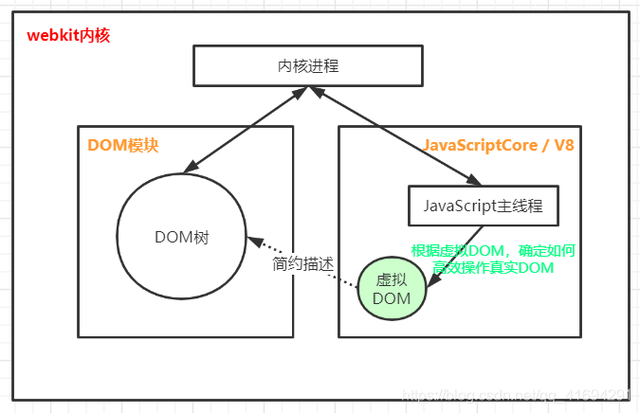 webkit内核
内核进程
DOM模块
JavaScriptCore / V8
DOM树
JavaScript主线程
根据虚拟DOM，确定如何
高效操作真实DOM
简约描述
虚拟
DOM
https://blog.csdn.net/qq_41694291